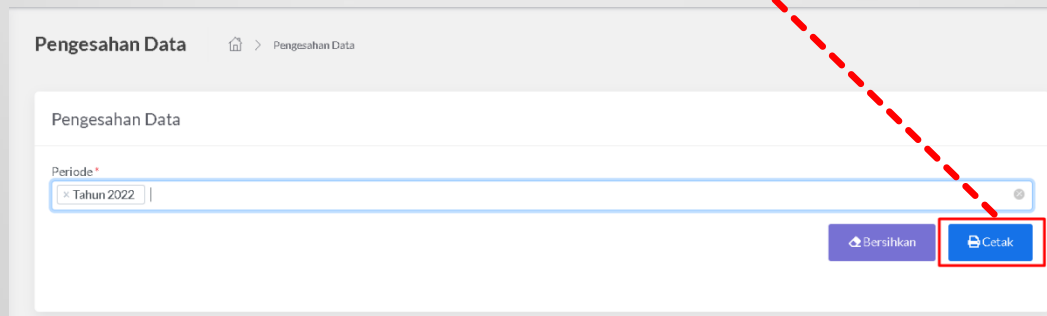 Pengesahan Data > Pengesahan Data
Pengesahan Data
Periode *
× Tahun 2022
Bersihkan Cetak